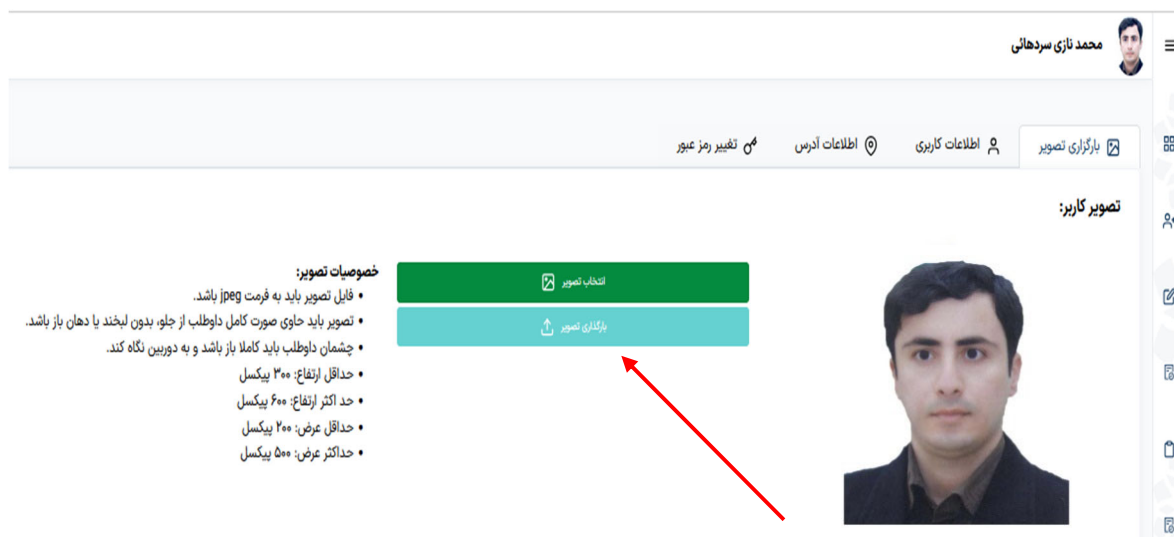 محمد نازی سردهائی
بارگزاری تصویر
اطلاعات کاربری
اطلاعات آدرس
تغییر رمز عبور
تصویر کاربر:
انتخاب تصویر
بارگذاری تصویر
خصوصیات تصویر:
• فایل تصویر باید به فرمت jpeg باشد.
• تصویر باید حاوی صورت کامل داوطلب از جلو، بدون لبخند یا دهان باز باشد.
• چشمان داوطلب باید کاملا باز باشد و به دوربین نگاه کند.
• حداقل ارتفاع: ۳۰۰ پیکسل
• حد اکثر ارتفاع: ۶۰۰ پیکسل
• حداقل عرض: ۲۰۰ پیکسل
• حداکثر عرض: ۵۰۰ پیکسل